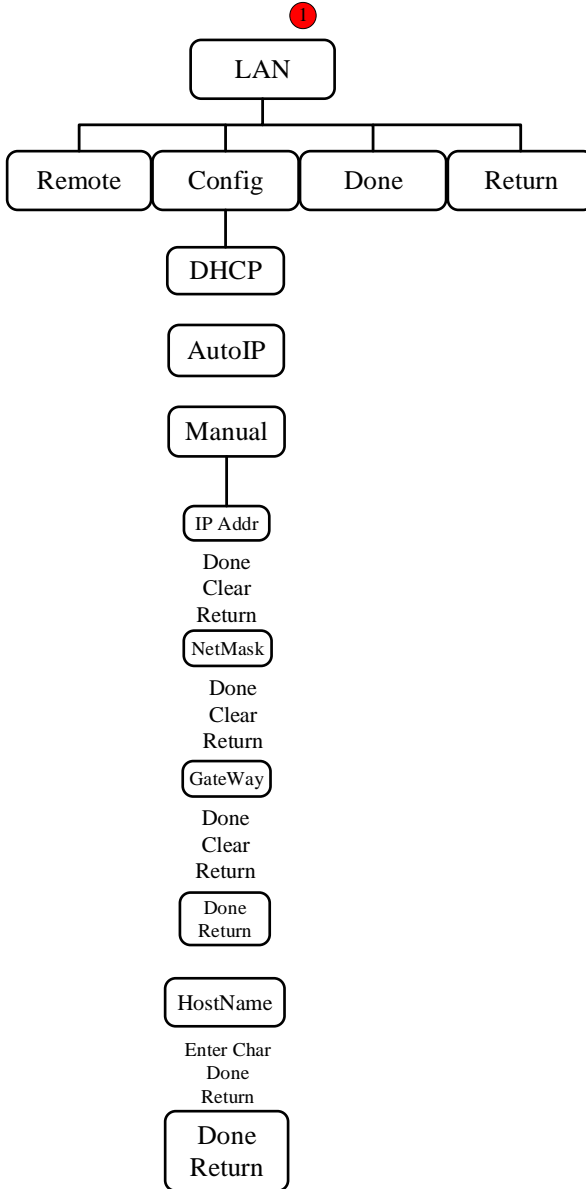 1
LAN
Remote Config Done Return
DHCP
AutoIP
Manual
IP Addr
Done
Clear
Return
NetMask
Done
Clear
Return
GateWay
Done
Clear
Return
Done
Return
HostName
Enter Char
Done
Return
Done
Return